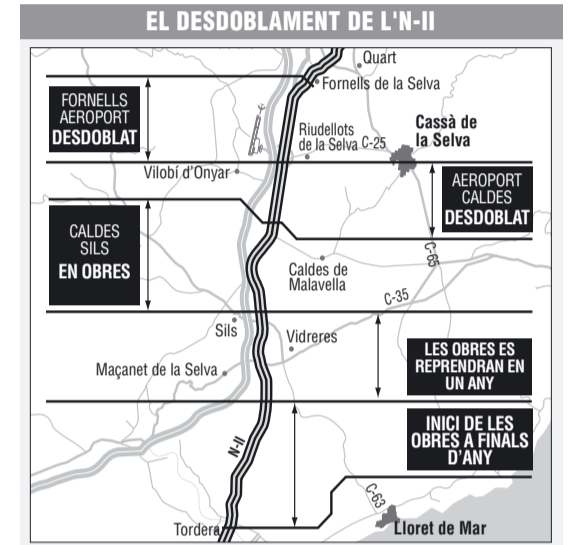 EL DESDOBLAMENT DE L'N-II
Quart
Fornells de la Selva
FORNELLS
AEROPORT
DESDOBLAT
Riudellots
de la Selva
C-25
Cassà de
la Selva
Vilobí d'Onyar
AEROPORT
CALDES
DESDOBLAT
CALDES
SILS
EN OBRES
C-65
Caldes de
Malavella
C-35
Sils
Vidreres
LES OBRES ES
REPRENDRAN EN
UN ANY
Maçanet de la Selva
INICI DE LES
OBRES A FINALS
D'ANY
N-II
C-63
Tordera
Lloret de Mar